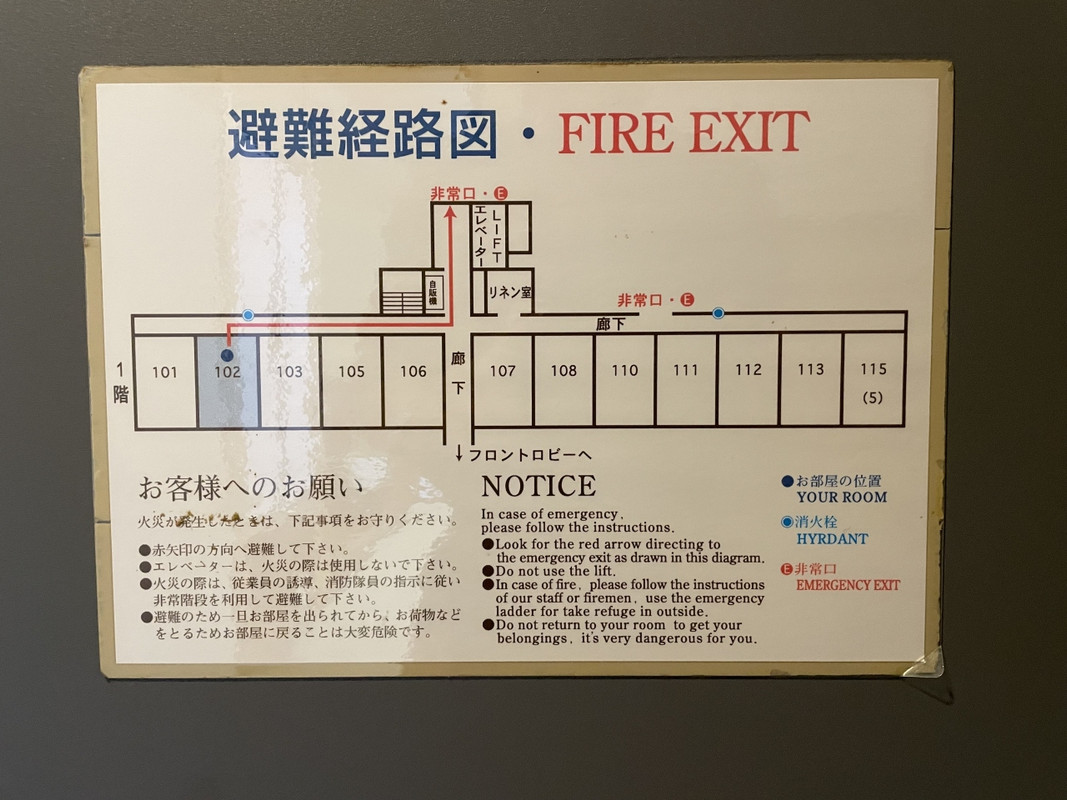 避難経路図・FIRE EXIT
非常口・E
エレベーター
LIFT
自販機
リネン室
非常口・E
廊下
1階
101
102
103
105
106
廊下
107
108
110
111
112
113
115
(5)
↓フロントロビーへ
お客様へのお願い
火災が発生したときは、下記事項をお守りください。
●赤矢印の方向へ避難して下さい。
●エレベーターは、火災の際は使用しないで下さい。
●火災の際は、従業員の誘導、消防隊員の指示に従い
非常階段を利用して避難して下さい。
●避難のため一旦お部屋を出られてから、お荷物など
をとるためお部屋に戻ることは大変危険です。
NOTICE
In case of emergency,
please follow the instructions.
●Look for the red arrow directing to
the emergency exit as drawn in this diagram.
●Do not use the lift.
●In case of fire, please follow the instructions
of our staff or firemen, use the emergency
ladder for take refuge in outside.
●Do not return to your room to get your
belongings, it's very dangerous for you.
●お部屋の位置
YOUR ROOM
◉消火栓
HYRDANT
E非常口
EMERGENCY EXIT